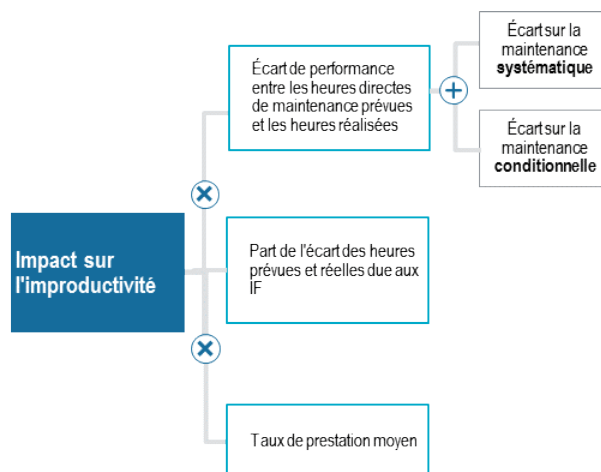 Écart sur la
maintenance
systématique
Écart de performance
entre les heures directes
de maintenance prévues
et les heures réalisées
Écart sur la
maintenance
conditionnelle
Impact sur
l'improductivité
Part de l'écart des heures
prévues et réelles due aux
IF
Taux de prestation moyen